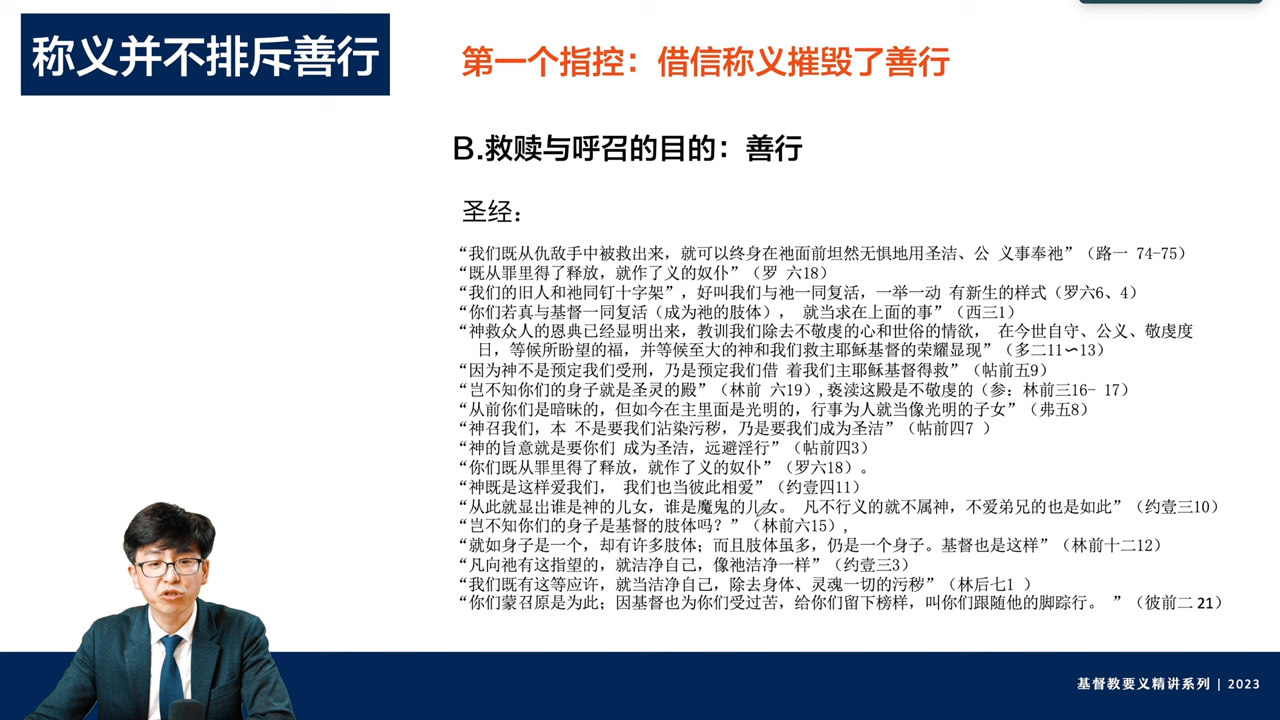 称义并不排斥善行
第一个指控：借信称义摧毁了善行
B.救赎与呼召的目的：善行
圣经：
“我们既从仇敌手中被救出来，就可以终身在祂面前坦然无惧地用圣洁、公 义事奉祂”（路一 74-75）
“既从罪里得了释放，就作了义的奴仆”（罗 六18）
“我们的旧人和祂同钉十字架”，好叫我们与祂一同复活，一举一动 有新生的样式（罗六6、4）
“你们若真与基督一同复活（成为祂的肢体）， 就当求在上面的事”（西三1）
“神救众人的恩典已经显明出来，教训我们除去不敬虔的心和世俗的情欲， 在今世自守、公义、敬虔度
日，等候所盼望的福，并等候至大的神和我们救主耶稣基督的荣耀显现”（多二11〜13）
“因为神不是预定我们受刑，乃是预定我们借 着我们主耶稣基督得救”（帖前五9）
“岂不知你们的身子就是圣灵的殿”（林前 六19）,亵渎这殿是不敬虔的（参：林前三16- 17）
“从前你们是暗昧的，但如今在主里面是光明的，行事为人就当像光明的子女”（弗五8）
“神召我们，本 不是要我们沾染污秽，乃是要我们成为圣洁”（帖前四7 ）
“神的旨意就是要你们 成为圣洁，远避淫行”（帖前四3）
“你们既从罪里得了释放，就作了义的奴仆”（罗六18）。
“神既是这样爱我们， 我们也当彼此相爱”（约壹四11）
“从此就显出谁是神的儿女，谁是魔鬼的儿女。 凡不行义的就不属神，不爱弟兄的也是如此”（约壹三10）
“岂不知你们的身子是基督的肢体吗？”（林前六15）,
“就如身子是一个，却有许多肢体；而且肢体虽多，仍是一个身子。基督也是这样”（林前十二12）
“凡向祂有这指望的，就洁净自己，像祂洁净一样”（约壹三3）
“我们既有这等应许，就当洁净自己，除去身体、灵魂一切的污秽”（林后七1 ）
“你们蒙召原是为此；因基督也为你们受过苦，给你们留下榜样，叫你们跟随他的脚踪行。 ”（彼前二 21）
基督教要义精讲系列 | 2023